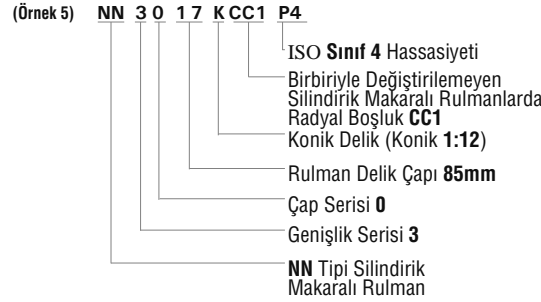 (Örnek 5) NN 3 0 1 7 K CC1 P4
ISO Sınıf 4 Hassasiyeti
Birbiriyle Değiştirilemeyen
Silindirik Makaralı Rulmanlarda
Radyal Boşluk CC1
Konik Delik (Konik 1:12)
Rulman Delik Çapı 85mm
Çap Serisi 0
Genişlik Serisi 3
NN Tipi Silindirik
Makaralı Rulman